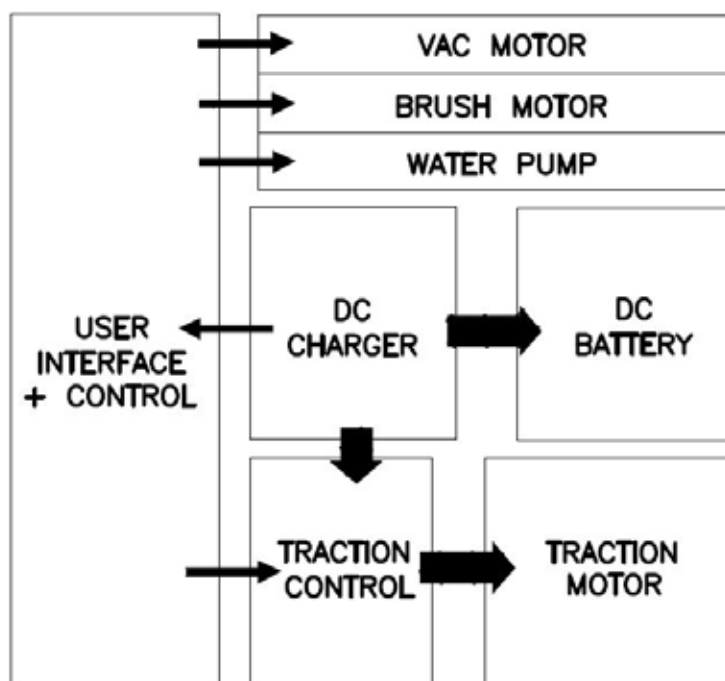 VAC MOTOR
BRUSH MOTOR
WATER PUMP
USER
INTERFACE
+ CONTROL
DC
CHARGER
DC
BATTERY
TRACTION
CONTROL
TRACTION
MOTOR